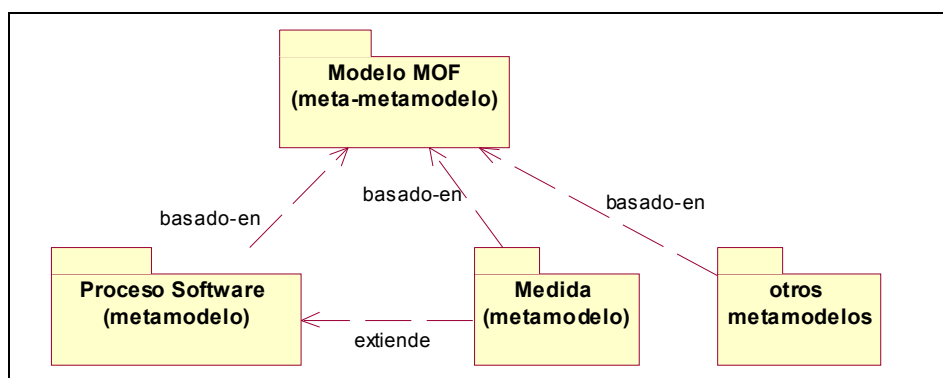 Modelo MOF
(meta-metamodelo)
basado-en
basado-en
basado-en
Proceso Software
(metamodelo)
extiende
Medida
(metamodelo)
otros
metamodelos